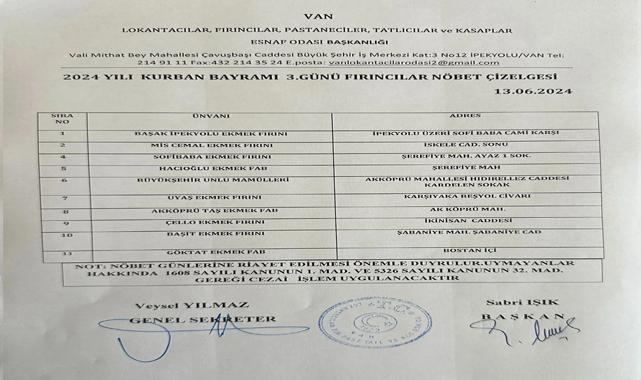 VAN
LOKANTACILAR, FIRINCILAR, PASTANECİLER, TATLICILAR ve KASAPLAR
ESNAF ODASI BAŞKANLIĞI
Vali Mithat Bey Mahallesi Çavuşbaşı Caddesi Büyük Şehir İş Merkezi Kat:3 No12 İPEKYOLU/VAN Tel:
214 91 11 Fax:432 214 35 24 E.posta: vanlokantacilarodasi2@gmail.com
2024 YILI KURBAN BAYRAMI 3.GÜNÜ FIRINCILAR NÖBET ÇİZELGESİ
13.06.2024
SIRA NO ÜNVANI ADRES
1 BAŞAK İPEKYOLU EKMEK FIRINI İPEKYOLU ÜZERİ SOFİ BABA CAMİ KARŞI
2 MİS CEMAL EKMEK FIRINI İSKELE CAD. SONU
4 SOFİBABA EKMEK FIRINI ŞEREFİYE MAH. AYAZ 1 SOK.
5 HACIOĞLU EKMEK FAB ŞEREFİYE MAH
6 BÜYÜKŞEHİR UNLU MAMÜLLERİ AKKÖPRÜ MAHALLESİ HIDIRELLEZ CADDESİ
KARDELEN SOKAK
7 UYAŞ EKMEK FIRINI KARŞIYAKA BEŞYOL CİVARI
8 AKKÖPRÜ TAŞ EKMEK FAB AK KÖPRÜ MAH.
9 ÇELLO EKMEK FIRINI İKİNİSAN CADDESİ
10 BAŞİT EKMEK FIRINI ŞABANİYE MAH. ŞABANİYE CAD
11 GÖKTAT EKMEK FAB BOSTAN İÇİ
NOT: NÖBET GÜNLERİNE RİAYET EDİLMESİ ÖNEMLE DUYRULUR.UYMAYANLAR
HAKKINDA 1608 SAYILI KANUNUN 1. MAD. VE 5326 SAYILI KANUNUN 32. MAD.
GEREĞİ CEZAİ İŞLEM UYGULANACAKTIR
Veysel YILMAZ
GENEL SEKRETER
Sabri IŞIK
BAŞKAN